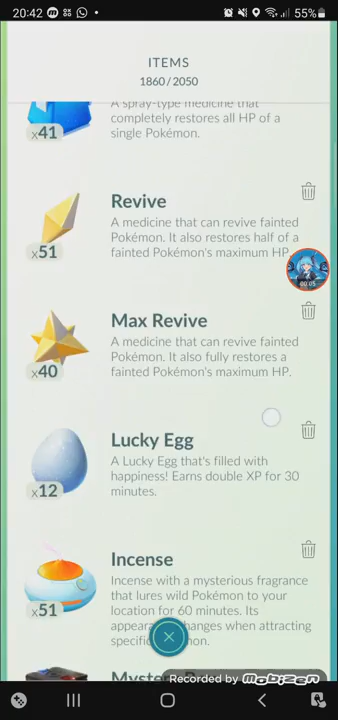 20:42
55%
ITEMS
1860/2050
A spray-type medicine that
completely restores all HP of a
single Pokémon.
x41
Revive
A medicine that can revive fainted
Pokémon. It also restores half of a
fainted Pokémon's maximum HP.
x51
00:05
Max Revive
A medicine that can revive fainted
Pokémon. It also fully restores a
fainted Pokémon's maximum HP.
x40
Lucky Egg
A Lucky Egg that's filled with
happiness! Earns double XP for 30
minutes.
x12
Incense
Incense with a mysterious fragrance
that lures wild Pokémon to your
location for 60 minutes. Its
changes when attracting
x51
Recorded by mobizen